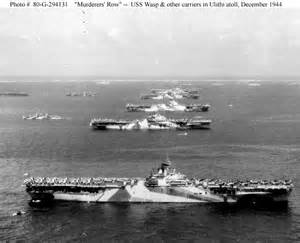 Photo # 80-G-294131 "Murderers' Row" -- USS Wasp & other carriers in Ulithi atoll, December 1944